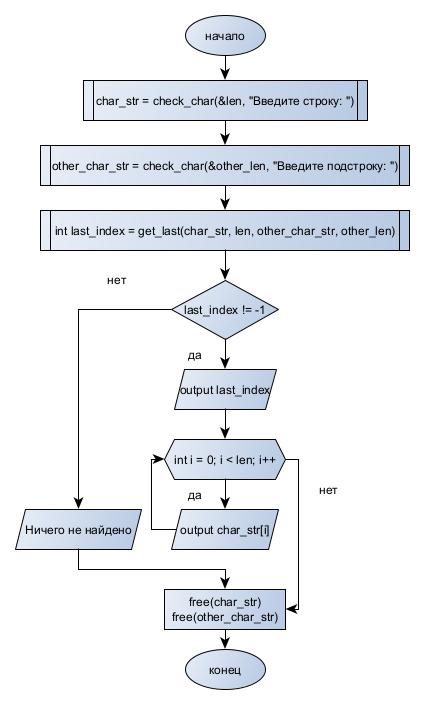 начало
char_str = check_char(&len, "Введите строку: ")
other_char_str = check_char(&other_len, "Введите подстроку: ")
int last_index = get_last(char_str, len, other_char_str, other_len)
нет
last_index != -1
да
output last_index
int i = 0; i < len; i++
да
нет
Ничего не найдено
output char_str[i]
free(char_str)
free(other_char_str)
конец